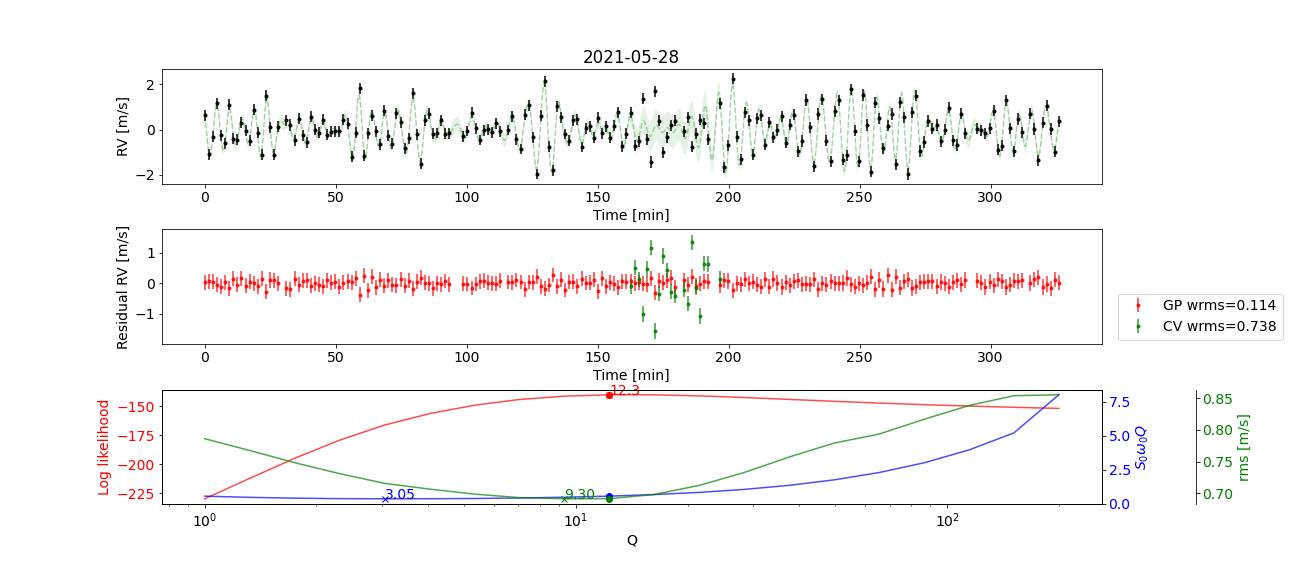 2021-05-28
RV [m/s]
2
0
−2
0 50 100 150 200 250 300
Time [min]
Residual RV [m/s]
1
0
−1
0 50 100 150 200 250 300
Time [min]
GP wrms=0.114
CV wrms=0.738
Log likelihood
−150
−175
−200
−225
12.3
3.05
9.30
7.5
5.0
2.5
0.0
S₀ω₀Q
0.85
0.80
0.75
0.70
rms [m/s]
10⁰ 10¹ 10²
Q